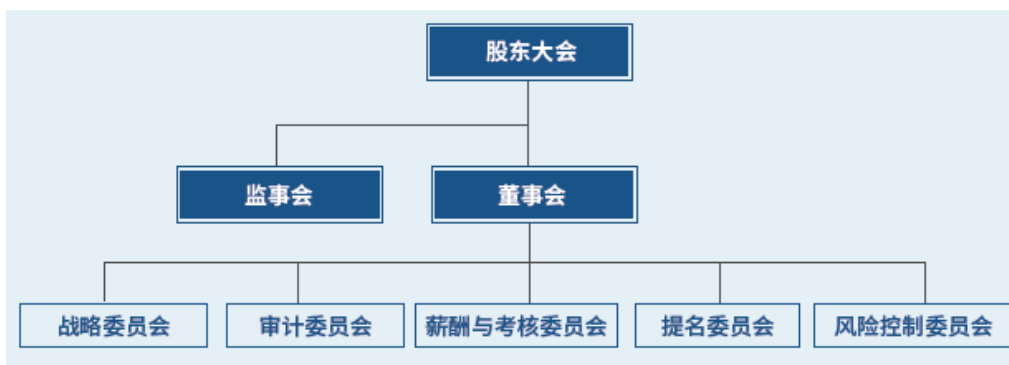 股东大会
监事会
董事会
战略委员会
审计委员会
薪酬与考核委员会
提名委员会
风险控制委员会